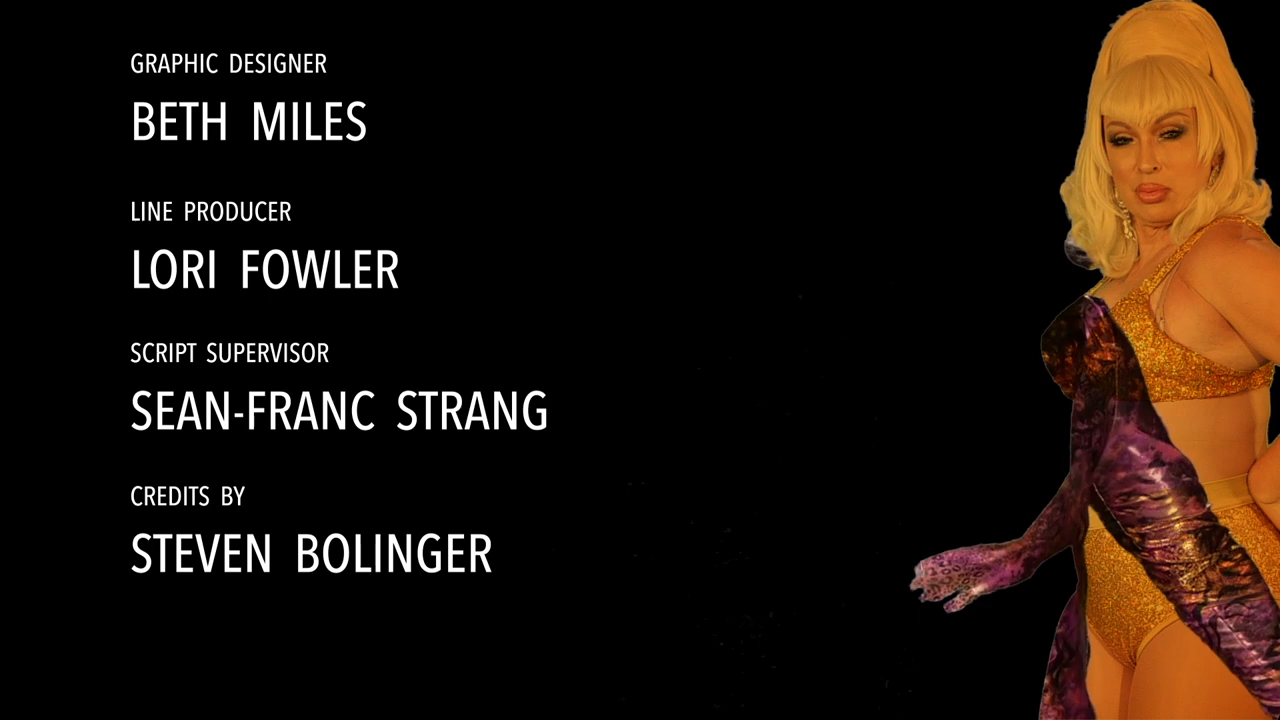 GRAPHIC DESIGNER
BETH MILES
LINE PRODUCER
LORI FOWLER
SCRIPT SUPERVISOR
SEAN-FRANC STRANG
CREDITS BY
STEVEN BOLINGER